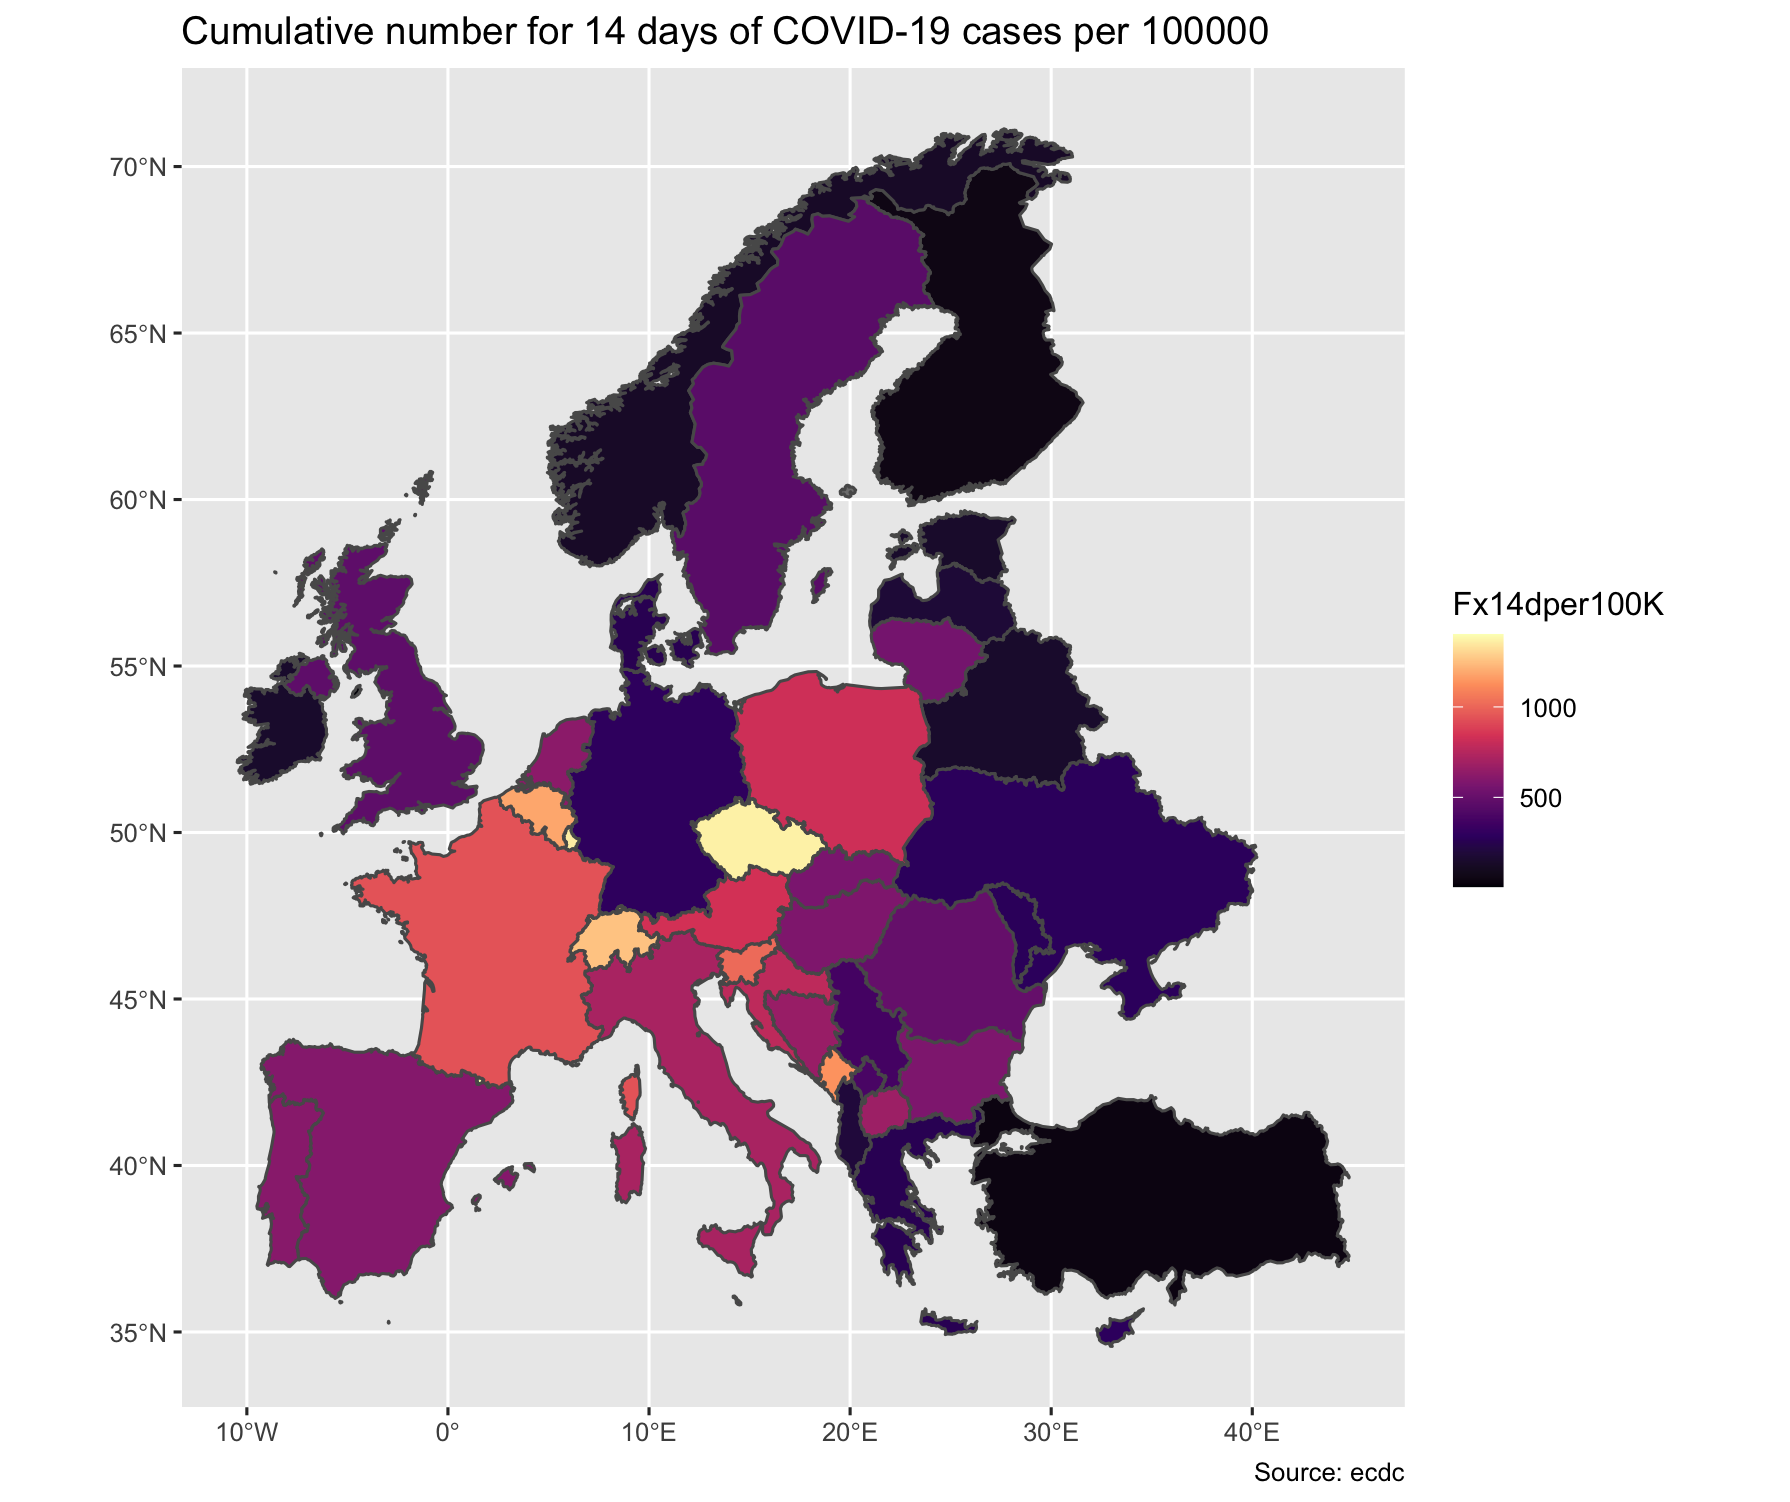 Cumulative number for 14 days of COVID-19 cases per 100000
70°N
65°N
60°N
55°N
50°N
45°N
40°N
35°N
10°W
0°
10°E
20°E
30°E
40°E
Fx14dper100K
1000
500
Source: ecdc